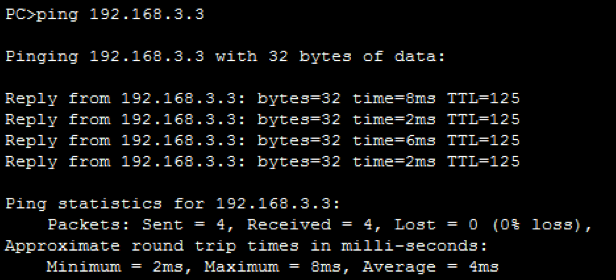 PC>ping 192.168.3.3
Pinging 192.168.3.3 with 32 bytes of data:
Reply from 192.168.3.3: bytes=32 time=8ms TTL=125
Reply from 192.168.3.3: bytes=32 time=2ms TTL=125
Reply from 192.168.3.3: bytes=32 time=6ms TTL=125
Reply from 192.168.3.3: bytes=32 time=2ms TTL=125
Ping statistics for 192.168.3.3:
Packets: Sent = 4, Received = 4, Lost = 0 (0% loss),
Approximate round trip times in milli-seconds:
Minimum = 2ms, Maximum = 8ms, Average = 4ms